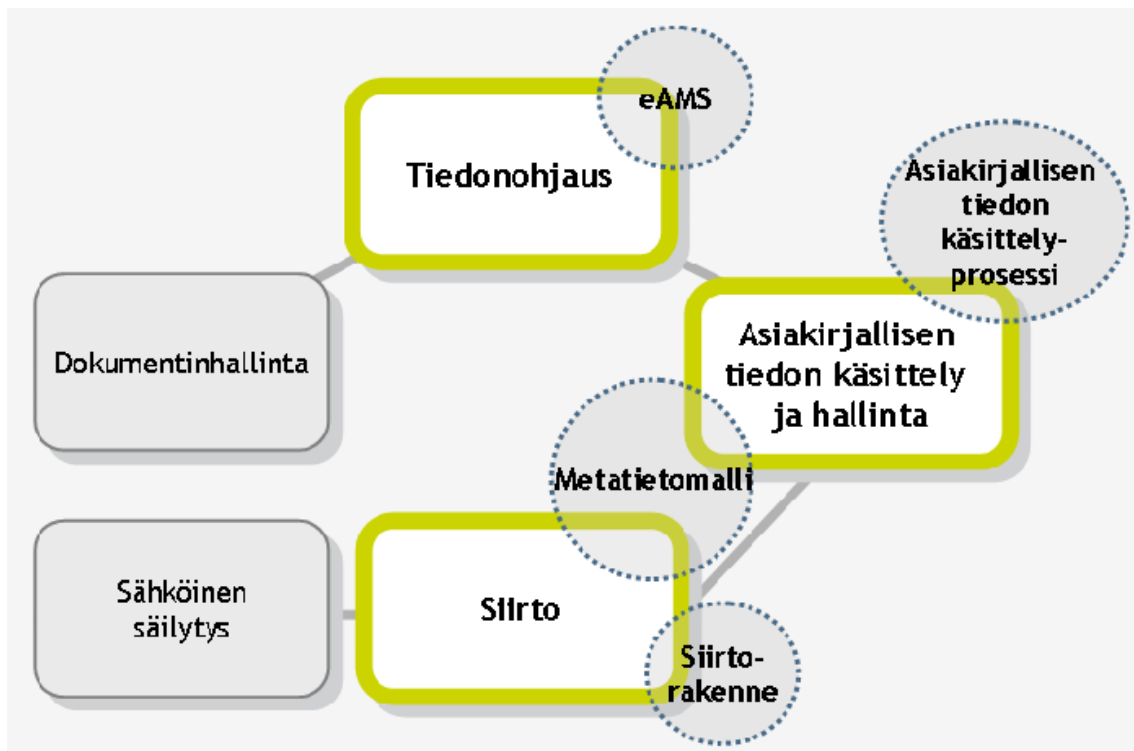 eAMS
Tiedonohjaus
Asiakirjallisen
tiedon
käsittely-
prosessi
Dokumentinhallinta
Asiakirjallisen
tiedon käsittely
ja hallinta
Metatietomalli
Sähköinen
säilytys
Siirto
Siirto-
rakenne